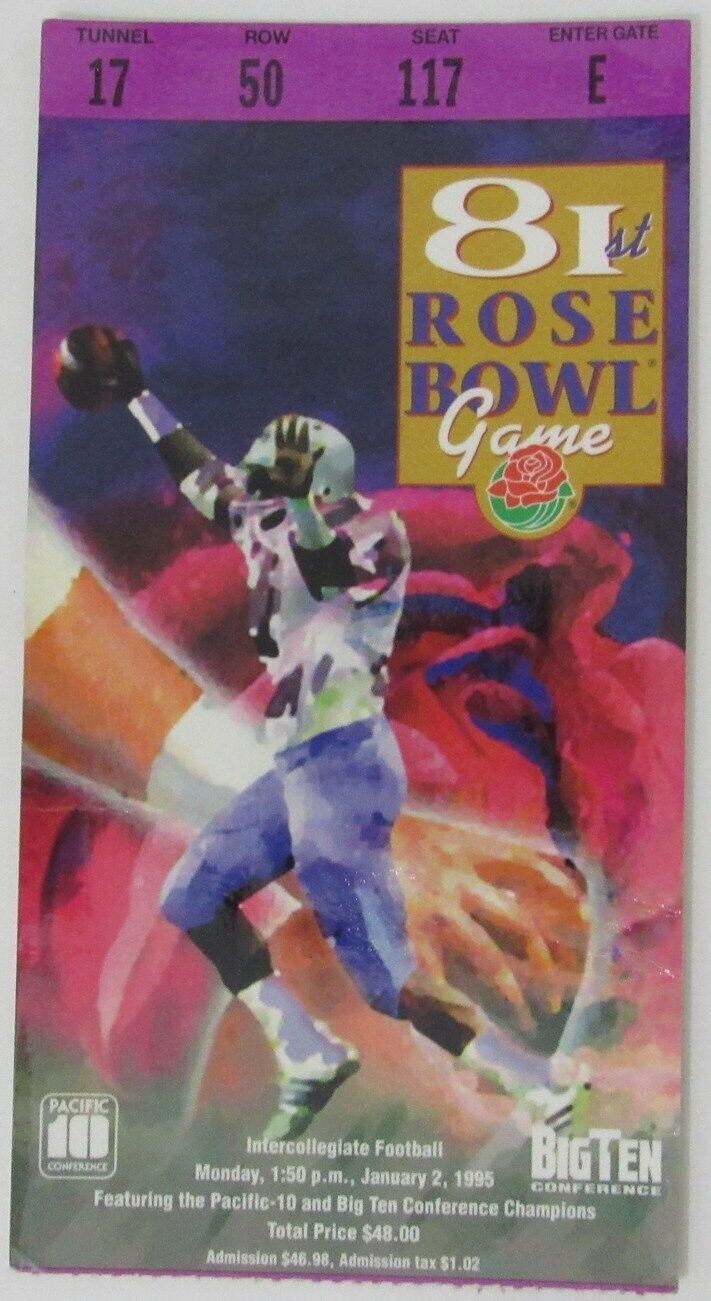 TUNNEL ROW SEAT ENTER GATE
17 50 117 E
81st
ROSE
BOWL®
Game
®
PACIFIC
10
CONFERENCE
BIG TEN
CONFERENCE
Intercollegiate Football
Monday, 1:50 p.m., January 2, 1995
Featuring the Pacific-10 and Big Ten Conference Champions
Total Price $48.00
Admission $46.98, Admission tax $1.02